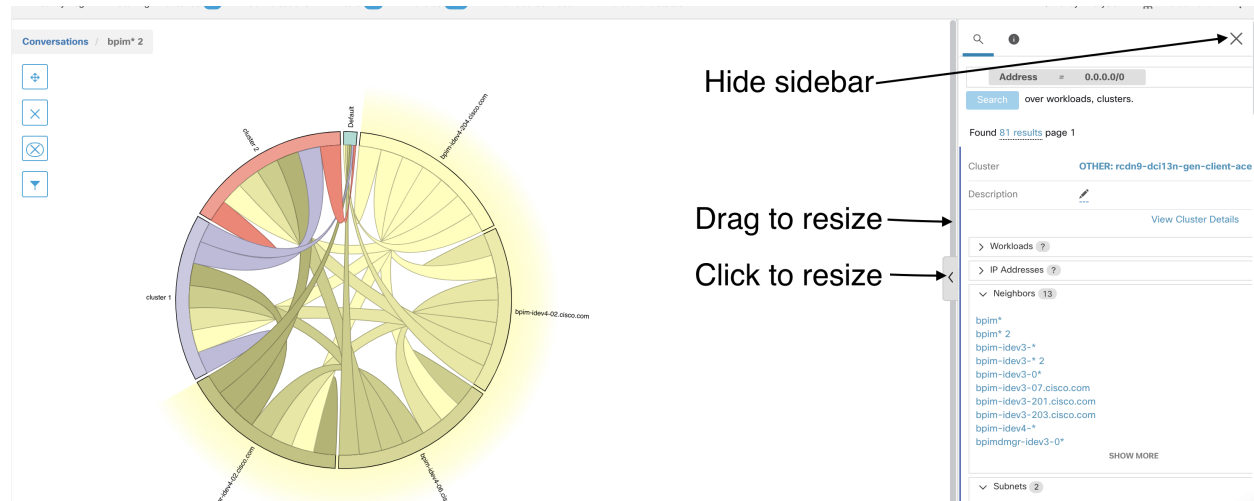 Conversations / bpim* 2
Hide sidebar
Address = 0.0.0.0/0
Search over workloads, clusters.
Found 81 results page 1
Cluster OTHER: rcdn9-dci13n-gen-client-ace
Description
View Cluster Details
Drag to resize
Click to resize
Workloads ?
IP Addresses ?
Neighbors 13
bpim*
bpim* 2
bpim-idev3-*
bpim-idev3-* 2
bpim-idev3-0*
bpim-idev3-07.cisco.com
bpim-idev3-201.cisco.com
bpim-idev3-203.cisco.com
bpim-idev4-*
bpimdmgr-idev3-0*
SHOW MORE
Subnets 2
Default
bpim-idev4-204.cisco.com
cluster 2
cluster 1
bpim-idev4-02.cisco.com